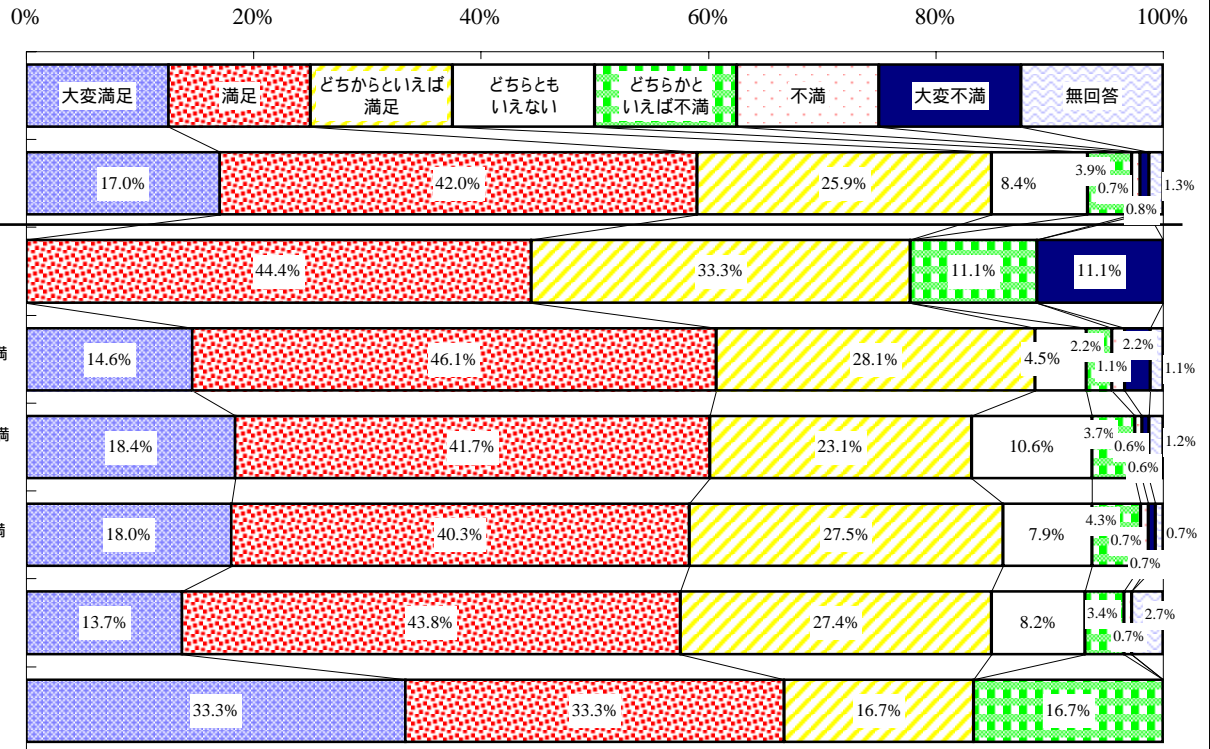 0% 20% 40% 60% 80% 100%
大変満足 満足 どちからといえば 満足 どちらとも いえない どちらかと いえば不満 不満 大変不満 無回答
17.0% 42.0% 25.9% 8.4% 3.9% 0.7% 0.8% 1.3%
44.4% 33.3% 11.1% 11.1%
満 14.6% 46.1% 28.1% 4.5% 2.2% 1.1% 2.2% 1.1%
満 18.4% 41.7% 23.1% 10.6% 3.7% 0.6% 0.6% 1.2%
満 18.0% 40.3% 27.5% 7.9% 4.3% 0.7% 0.7% 0.7%
13.7% 43.8% 27.4% 8.2% 3.4% 0.7% 2.7%
33.3% 33.3% 16.7% 16.7%